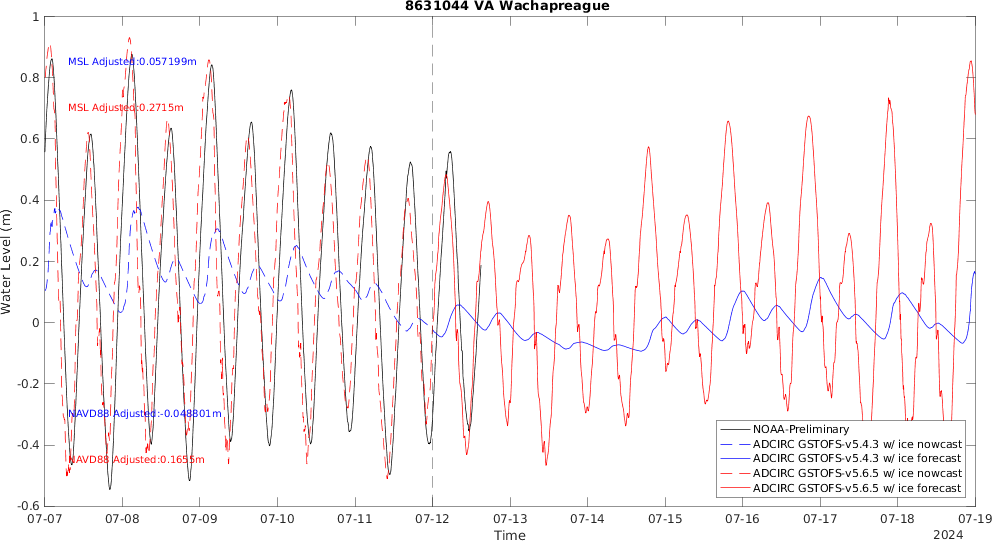 8631044 VA Wachapreague
1
0.8
0.6
0.4
0.2
0
-0.2
-0.4
-0.6
Water Level (m)
MSL Adjusted:0.057199m
MSL Adjusted:0.2715m
NAVD88 Adjusted:-0.048801m
NAVD88 Adjusted:0.1655m
NOAA-Preliminary
ADCIRC GSTOFS-v5.4.3 w/ ice nowcast
ADCIRC GSTOFS-v5.4.3 w/ ice forecast
ADCIRC GSTOFS-v5.6.5 w/ ice nowcast
ADCIRC GSTOFS-v5.6.5 w/ ice forecast
07-07 07-08 07-09 07-10 07-11 07-12 07-13 07-14 07-15 07-16 07-17 07-18 07-19
Time
2024